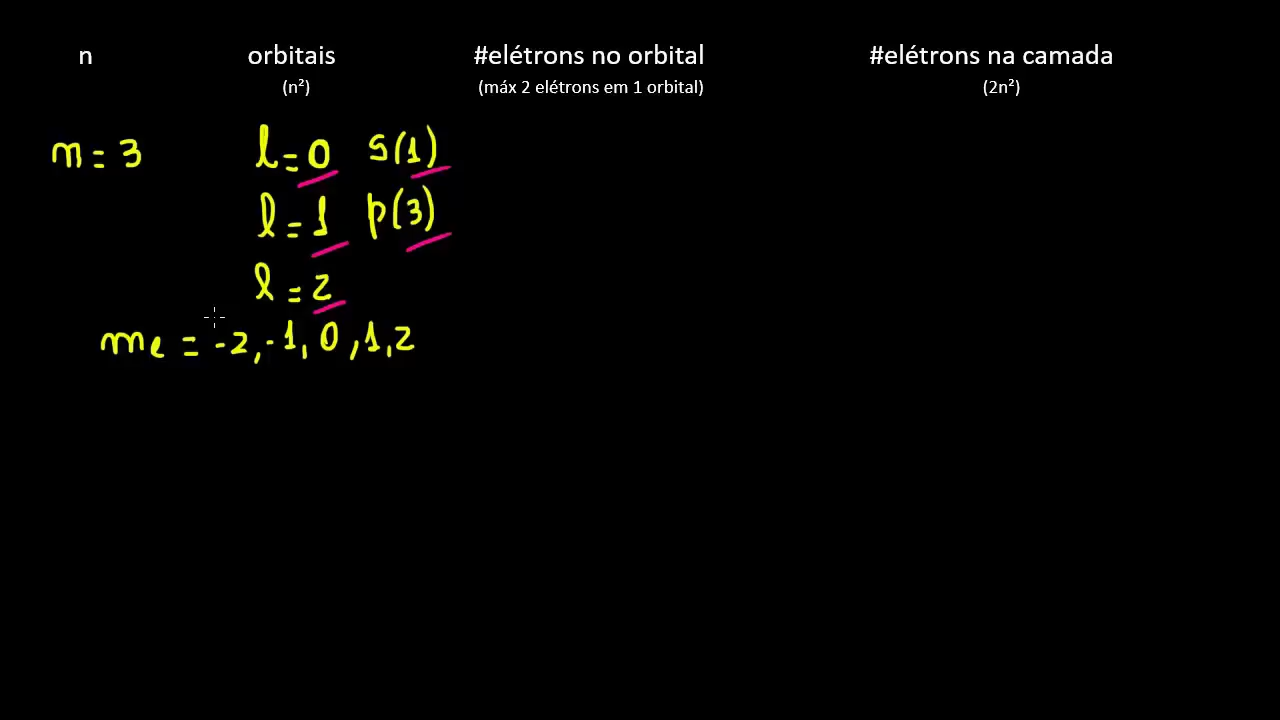 n orbitais #elétrons no orbital #elétrons na camada
(n²) (máx 2 elétrons em 1 orbital) (2n²)
n = 3 l = 0 s(1)
l = 1 p(3)
l = 2
mₑ = -2, -1, 0, 1, 2